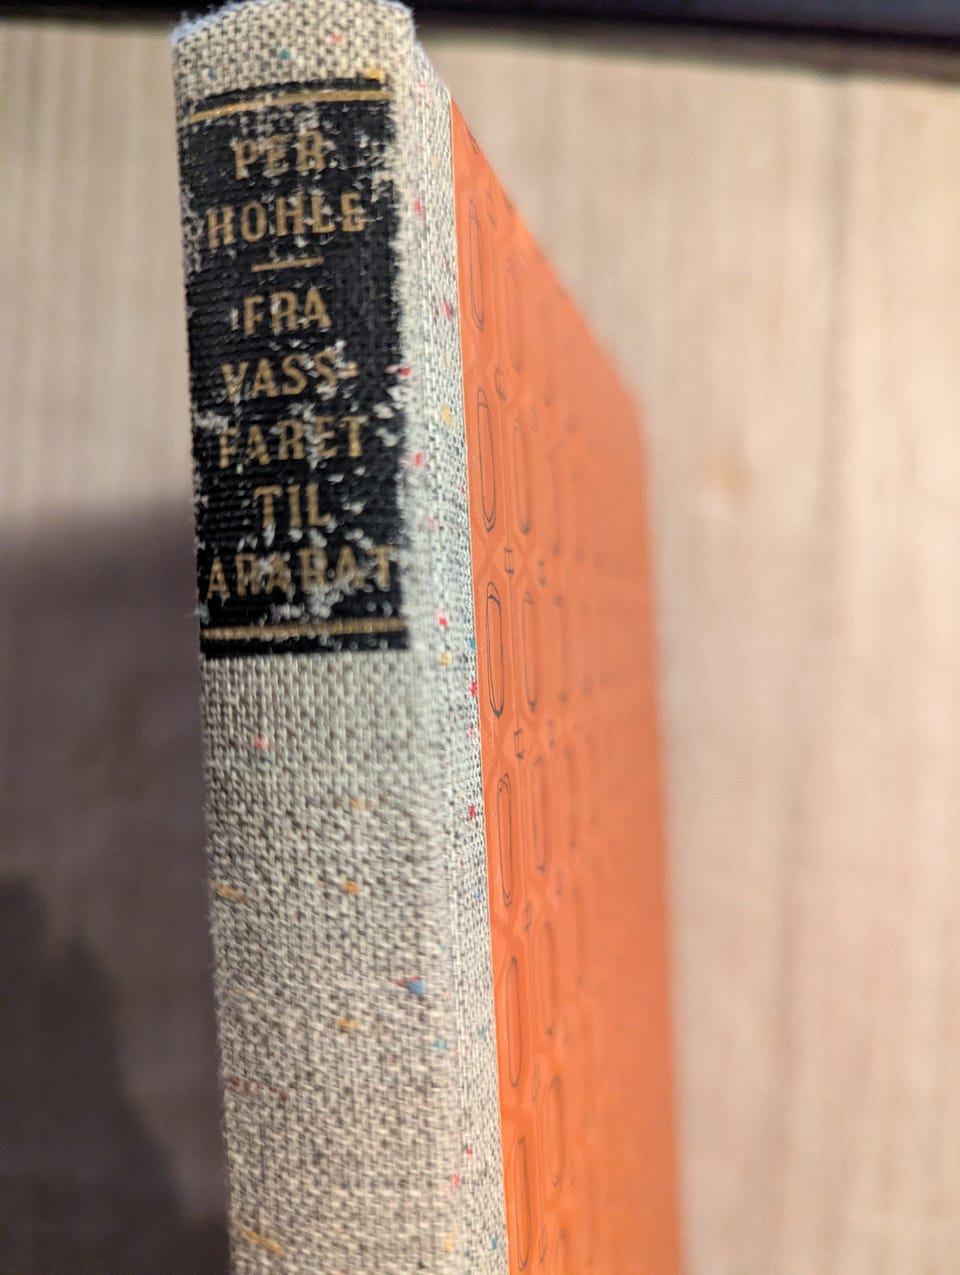 PER
HOHLE
FRA
VASS-
FARET
TIL
ARARAT